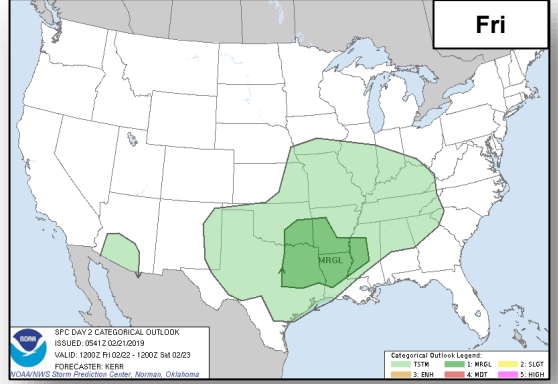 Fri
MRGL
NOAA
SPC DAY 2 CATEGORICAL OUTLOOK
ISSUED: 0541Z 02/21/2019
VALID: 1200Z Fri 02/22 - 1200Z Sat 02/23
FORECASTER: KERR
NOAA/NWS Storm Prediction Center, Norman, Oklahoma
Categorical Outlook Legend:
TSTM 1: MRGL 2: SLGT
3: ENH 4: MDT 5: HIGH